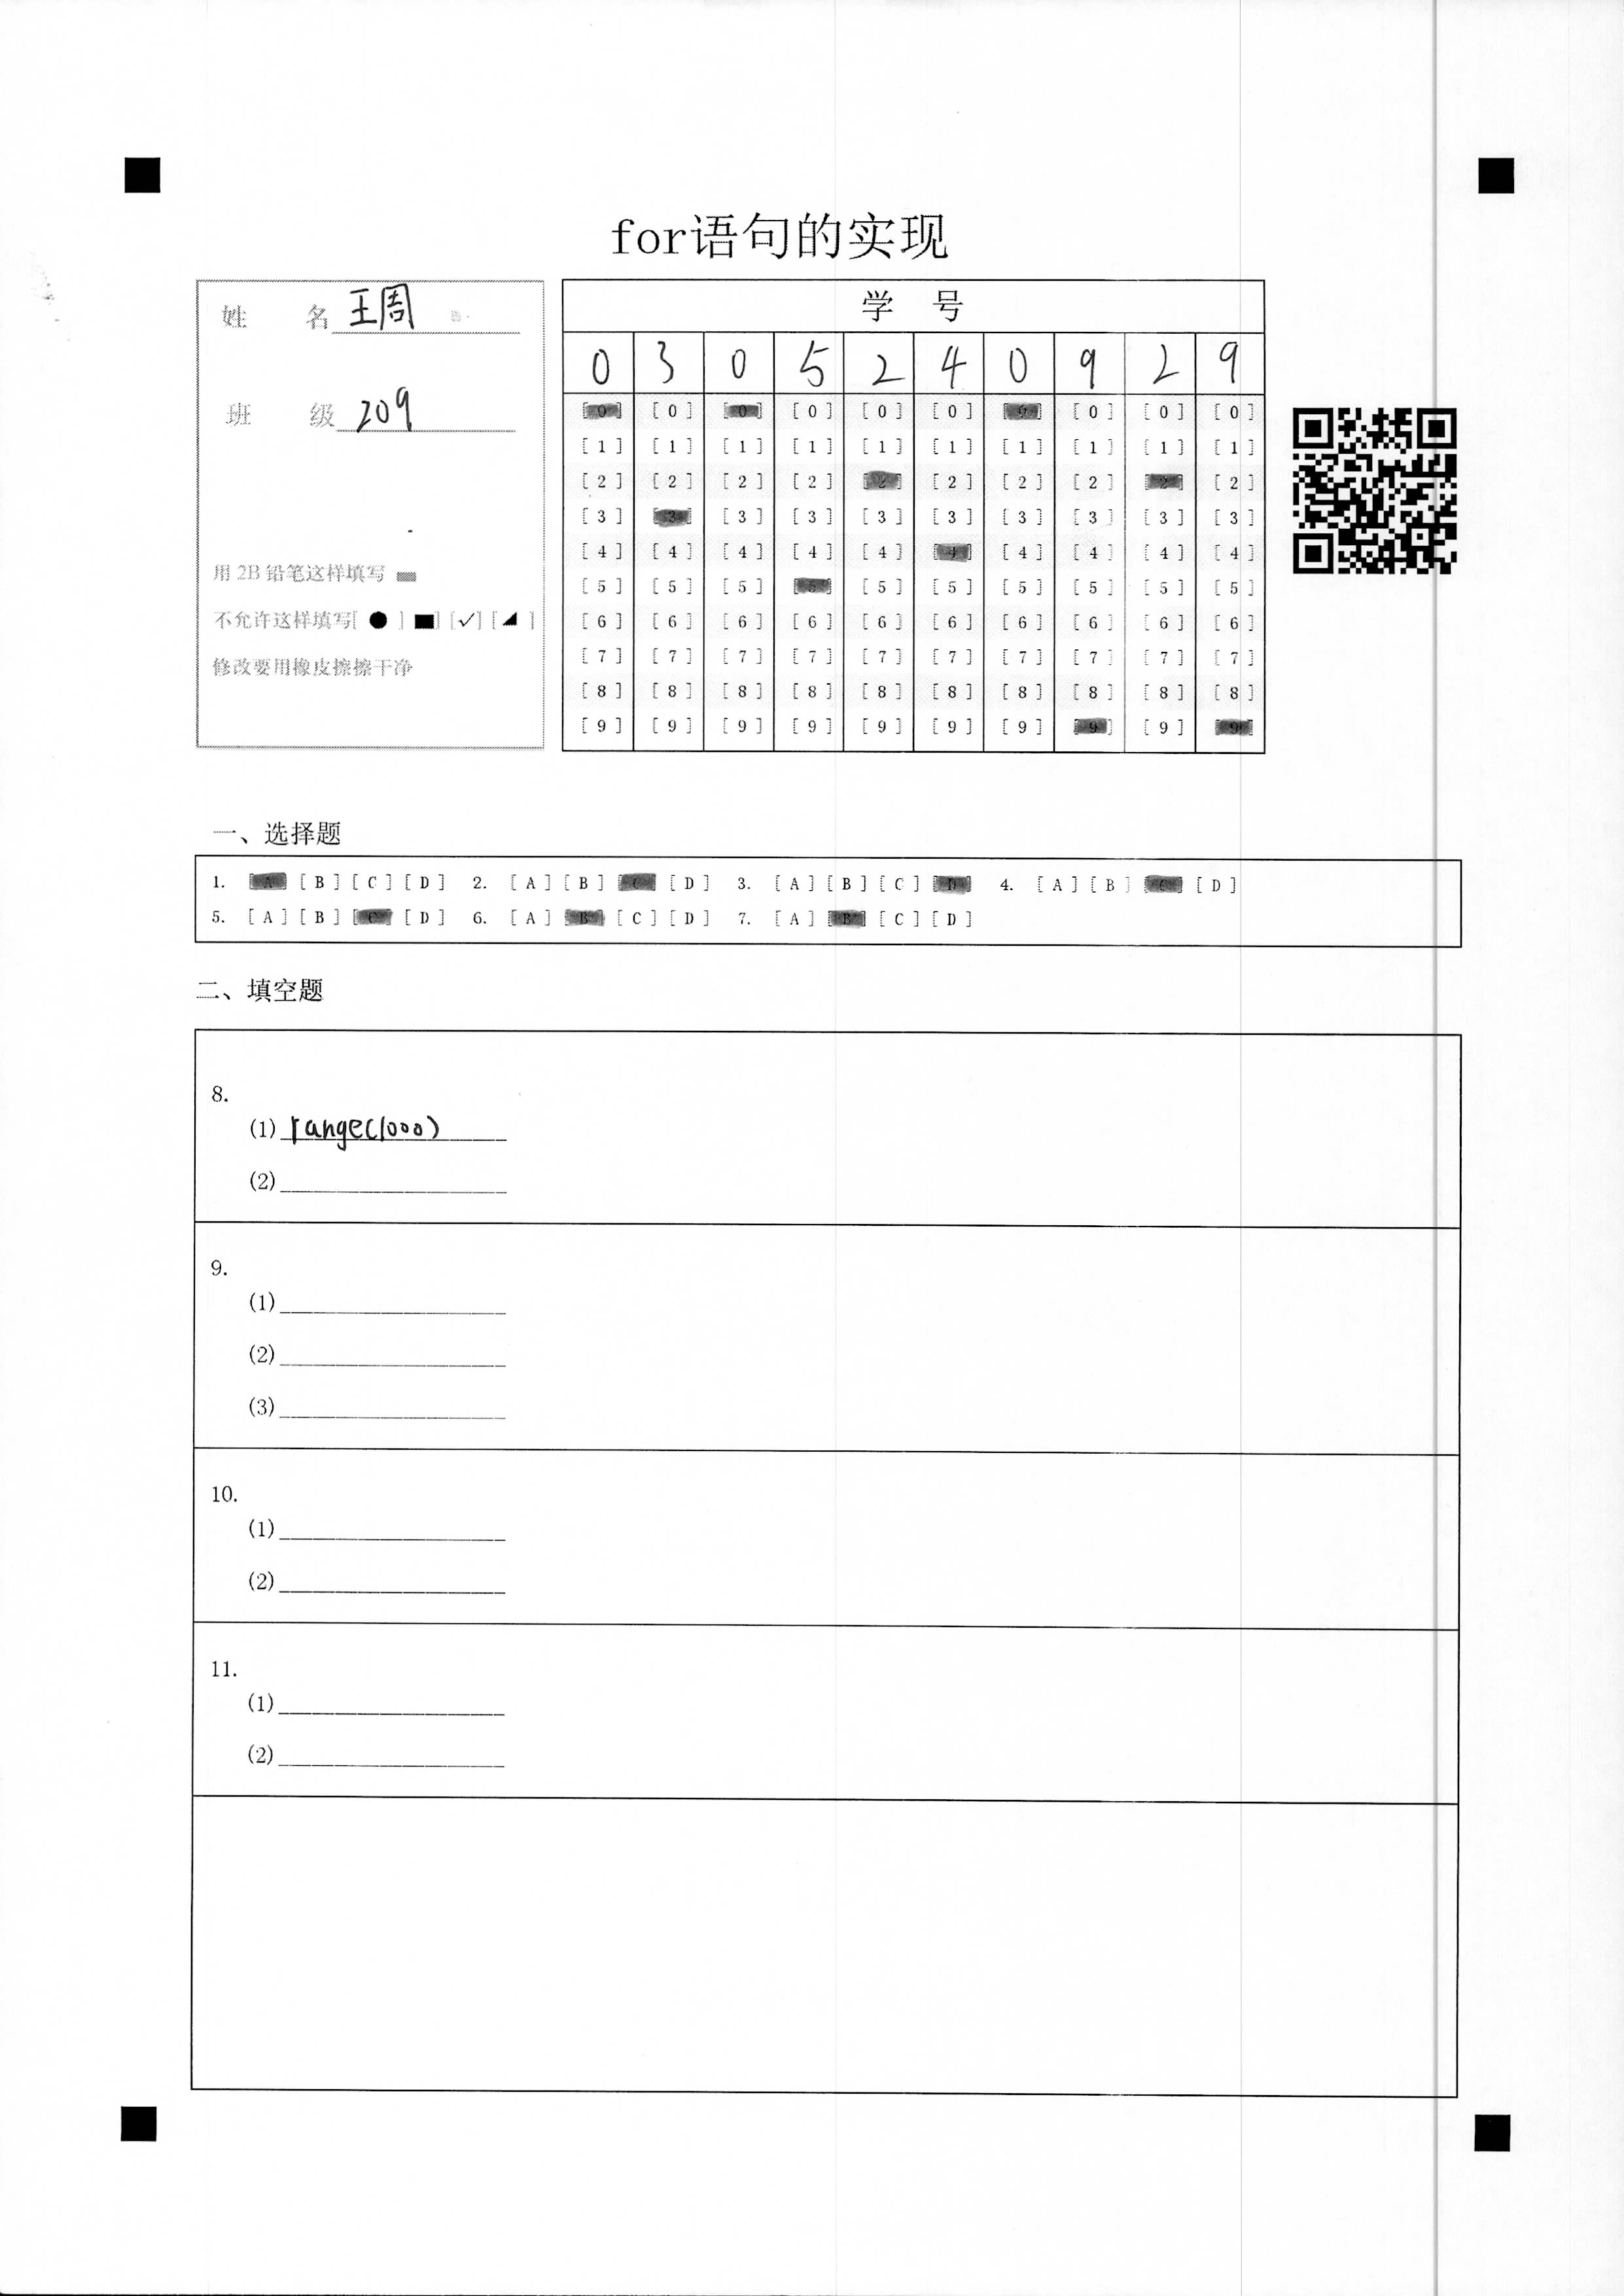 for语句的实现
姓 名 王周
班 级 209
用 2B 铅笔这样填写
不允许这样填写[ ● ] [■] [✓] [◢ ]
修改要用橡皮擦擦干净
学 号
0 3 0 5 2 4 0 9 2 9
[0] [0] [0] [0] [0] [0] [0] [0] [0] [0]
[1] [1] [1] [1] [1] [1] [1] [1] [1] [1]
[2] [2] [2] [2] [2] [2] [2] [2] [2] [2]
[3] [3] [3] [3] [3] [3] [3] [3] [3] [3]
[4] [4] [4] [4] [4] [4] [4] [4] [4] [4]
[5] [5] [5] [5] [5] [5] [5] [5] [5] [5]
[6] [6] [6] [6] [6] [6] [6] [6] [6] [6]
[7] [7] [7] [7] [7] [7] [7] [7] [7] [7]
[8] [8] [8] [8] [8] [8] [8] [8] [8] [8]
[9] [9] [9] [9] [9] [9] [9] [9] [9] [9]
一、选择题
1. [A] [B] [C] [D] 2. [A] [B] [C] [D] 3. [A] [B] [C] [D] 4. [A] [B] [C] [D]
5. [A] [B] [C] [D] 6. [A] [B] [C] [D] 7. [A] [B] [C] [D]
二、填空题
8.
(1) range(1000)
(2)
9.
(1)
(2)
(3)
10.
(1)
(2)
11.
(1)
(2)